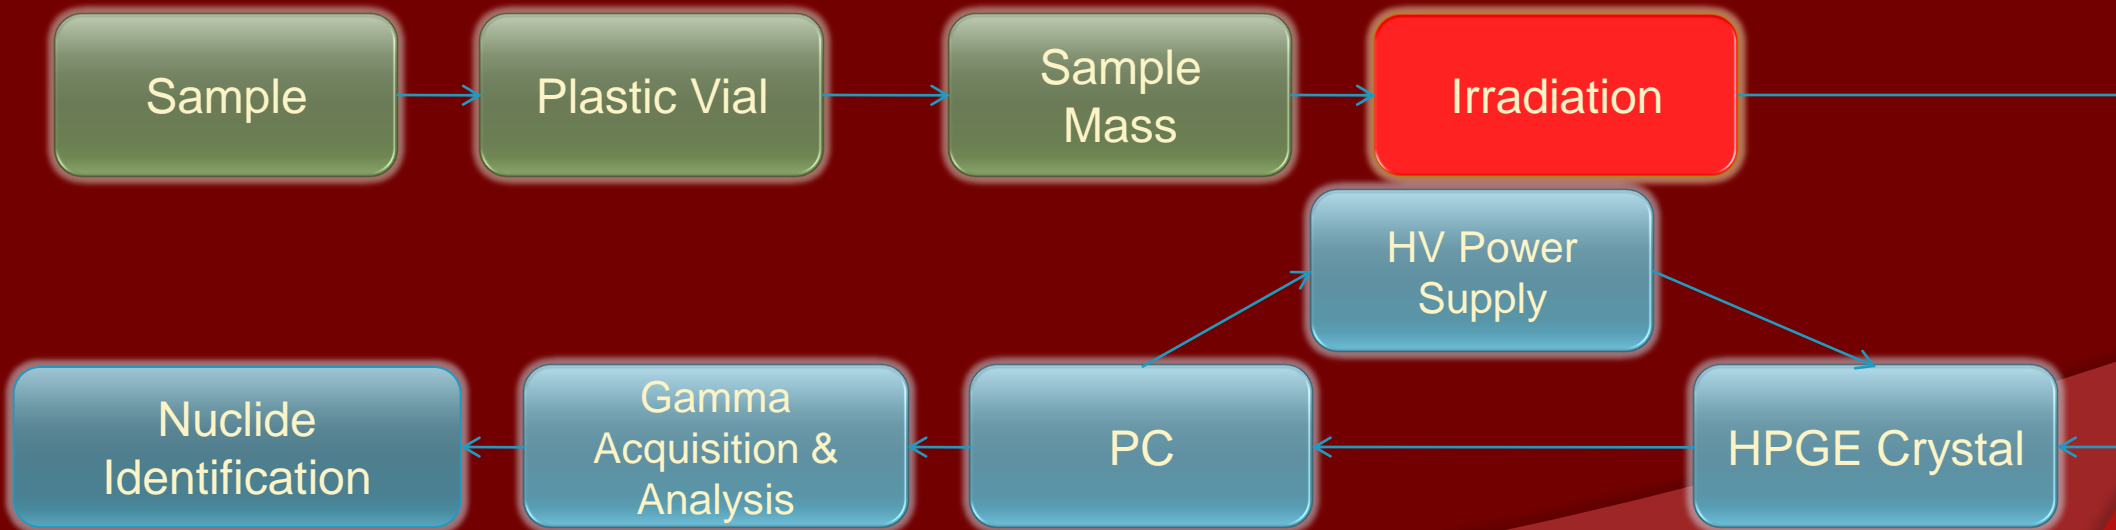 Sample
Plastic Vial
Sample
Mass
Irradiation
HV Power
Supply
Nuclide
Identification
Gamma
Acquisition &
Analysis
PC
HPGE Crystal